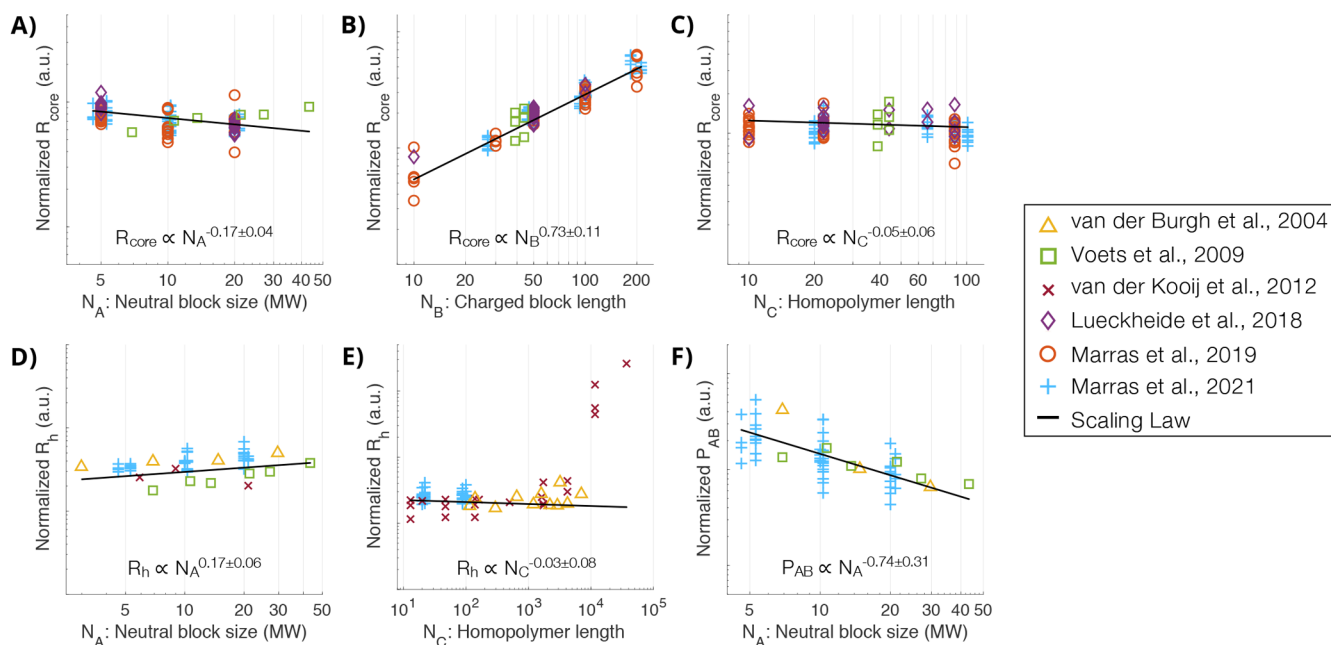 A)
Normalized R_core (a.u.)
R_core ∝ N_A^-0.17±0.04
5 10 20 50
N_A: Neutral block size (MW)
B)
Normalized R_core (a.u.)
R_core ∝ N_B^0.73±0.11
10 20 50 100 200
N_B: Charged block length
C)
Normalized R_core (a.u.)
R_core ∝ N_C^-0.05±0.06
10 20 40 60 100
N_C: Homopolymer length
van der Burgh et al., 2004
Voets et al., 2009
van der Kooij et al., 2012
Lueckheide et al., 2018
Marras et al., 2019
Marras et al., 2021
Scaling Law
D)
Normalized R_h (a.u.)
R_h ∝ N_A^0.17±0.06
5 10 20 50
N_A: Neutral block size (MW)
E)
Normalized R_h (a.u.)
R_h ∝ N_C^-0.03±0.08
10^1 10^2 10^3 10^4 10^5
N_C: Homopolymer length
F)
Normalized P_AB (a.u.)
P_AB ∝ N_A^-0.74±0.31
5 10 20 30 50
N_A: Neutral block size (MW)